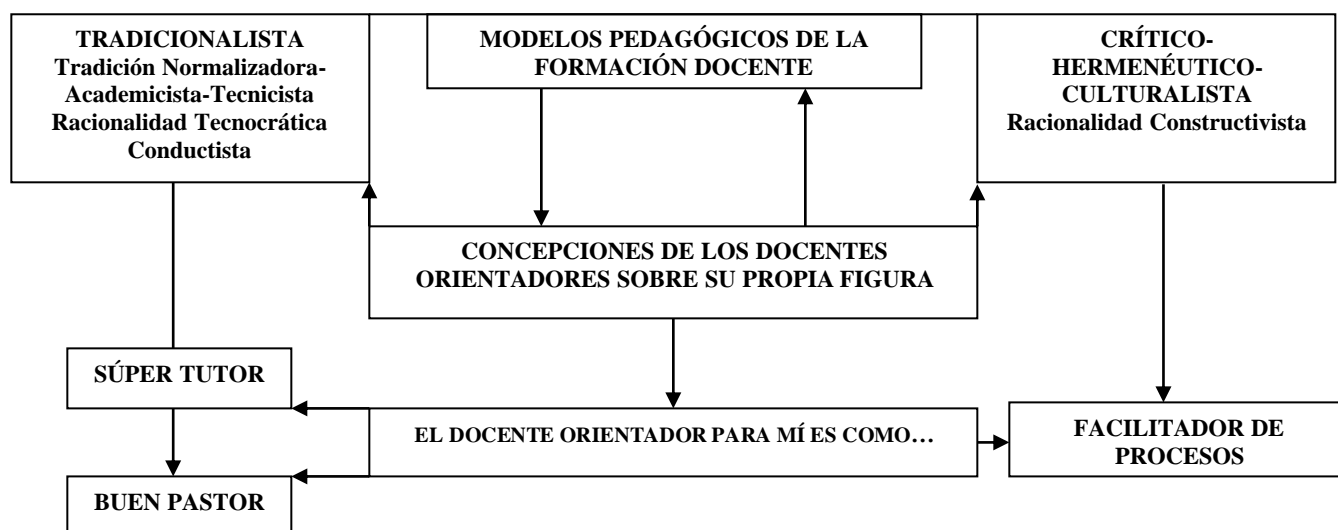 TRADICIONALISTA
Tradición Normalizadora-
Academicista-Tecnicista
Racionalidad Tecnocrática
Conductista
MODELOS PEDAGÓGICOS DE LA
FORMACIÓN DOCENTE
CRÍTICO-
HERMENÉUTICO-
CULTURALISTA
Racionalidad Constructivista
CONCEPCIONES DE LOS DOCENTES
ORIENTADORES SOBRE SU PROPIA FIGURA
SÚPER TUTOR
EL DOCENTE ORIENTADOR PARA MÍ ES COMO…
FACILITADOR DE
PROCESOS
BUEN PASTOR